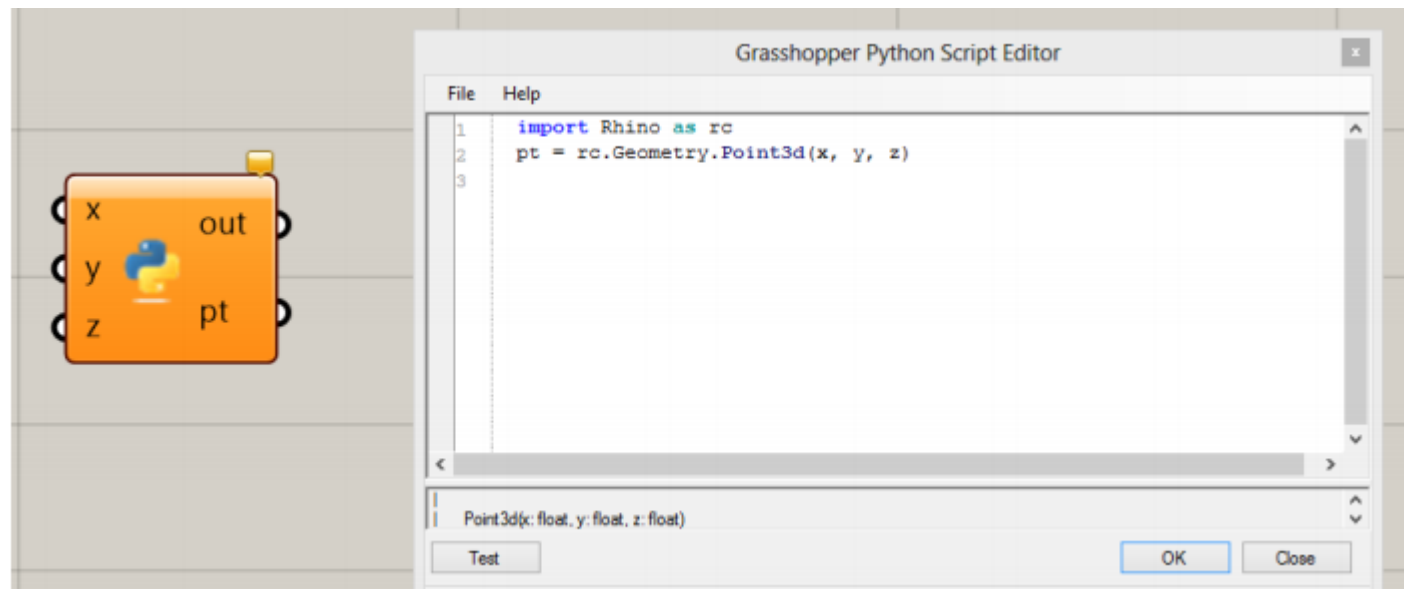 Grasshopper Python Script Editor
x
File Help
1 import Rhino as rc
2 pt = rc.Geometry.Point3d(x, y, z)
3
x
out
y
pt
z
Point3d(x: float, y: float, z: float)
Test OK Close